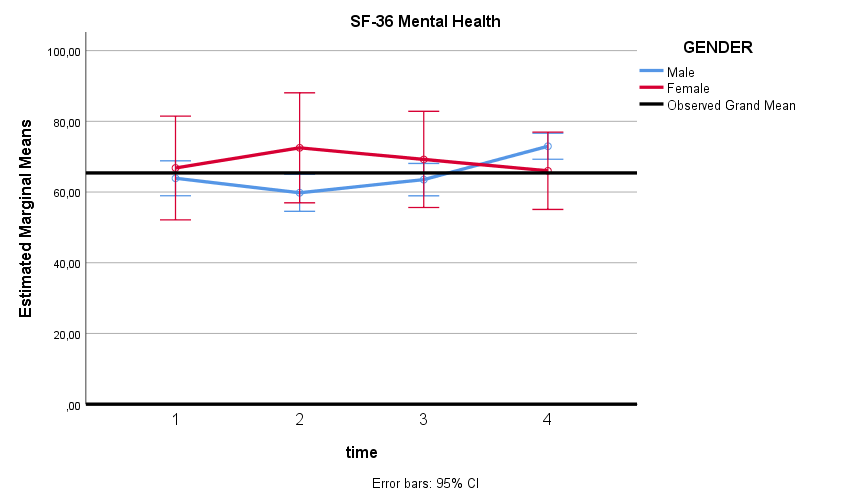 SF-36 Mental Health
GENDER
Male
Female
Observed Grand Mean
Estimated Marginal Means
100,00
80,00
60,00
40,00
20,00
,00
1 2 3 4
time
Error bars: 95% CI